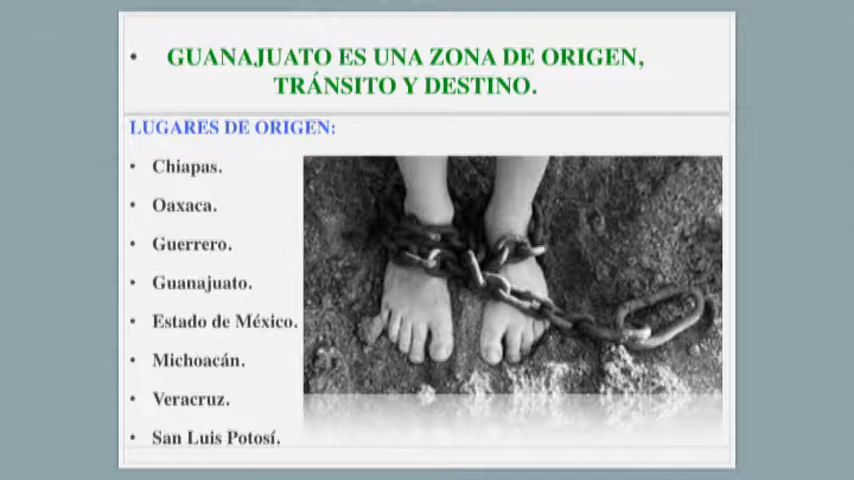 • GUANAJUATO ES UNA ZONA DE ORIGEN,
TRÁNSITO Y DESTINO.
LUGARES DE ORIGEN:
• Chiapas.
• Oaxaca.
• Guerrero.
• Guanajuato.
• Estado de México.
• Michoacán.
• Veracruz.
• San Luis Potosí.